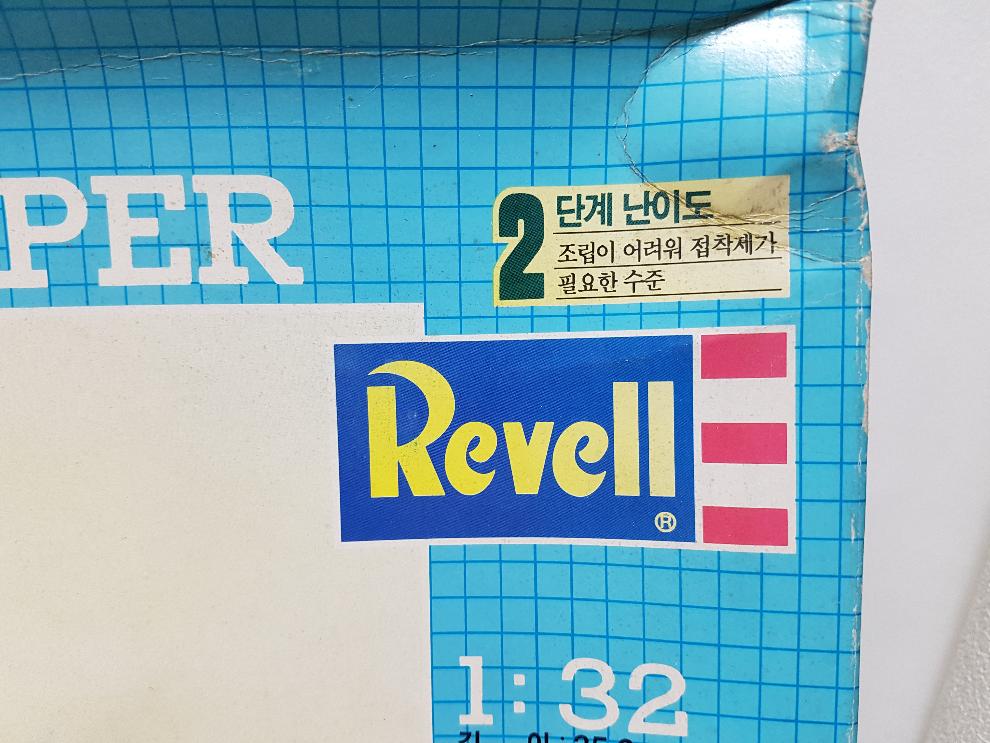 PER
2 단계 난이도
조립이 어려워 접착제가
필요한 수준
Revell
®
1:32